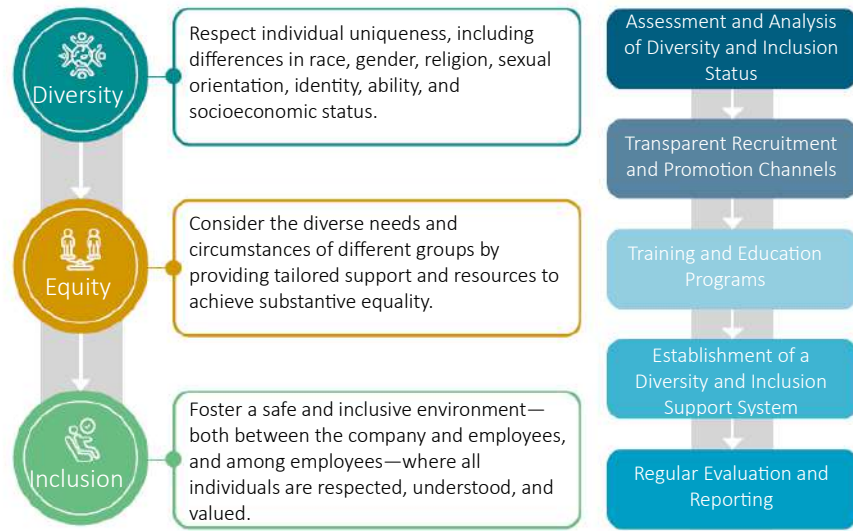 Diversity
Respect individual uniqueness, including
differences in race, gender, religion, sexual
orientation, identity, ability, and
socioeconomic status.
Equity
Consider the diverse needs and
circumstances of different groups by
providing tailored support and resources to
achieve substantive equality.
Inclusion
Foster a safe and inclusive environment—
both between the company and employees,
and among employees—where all
individuals are respected, understood, and
valued.
Assessment and Analysis
of Diversity and Inclusion
Status
Transparent Recruitment
and Promotion Channels
Training and Education
Programs
Establishment of a
Diversity and Inclusion
Support System
Regular Evaluation and
Reporting